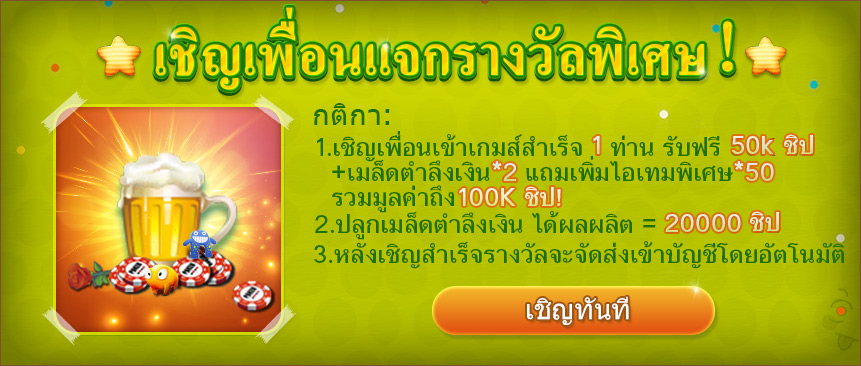 เชิญเพื่อนแจกรางวัลพิเศษ !
กติกา:
1.เชิญเพื่อนเข้าเกมส์สำเร็จ 1 ท่าน รับฟรี 50k ชิป
+เมล็ดตำลึงเงิน*2 แถมเพิ่มไอเทมพิเศษ*50
รวมมูลค่าถึง100K ชิป!
2.ปลูกเมล็ดตำลึงเงิน ได้ผลผลิต = 20000 ชิป
3.หลังเชิญสำเร็จรางวัลจะจัดส่งเข้าบัญชีโดยอัตโนมัติ
เชิญทันที